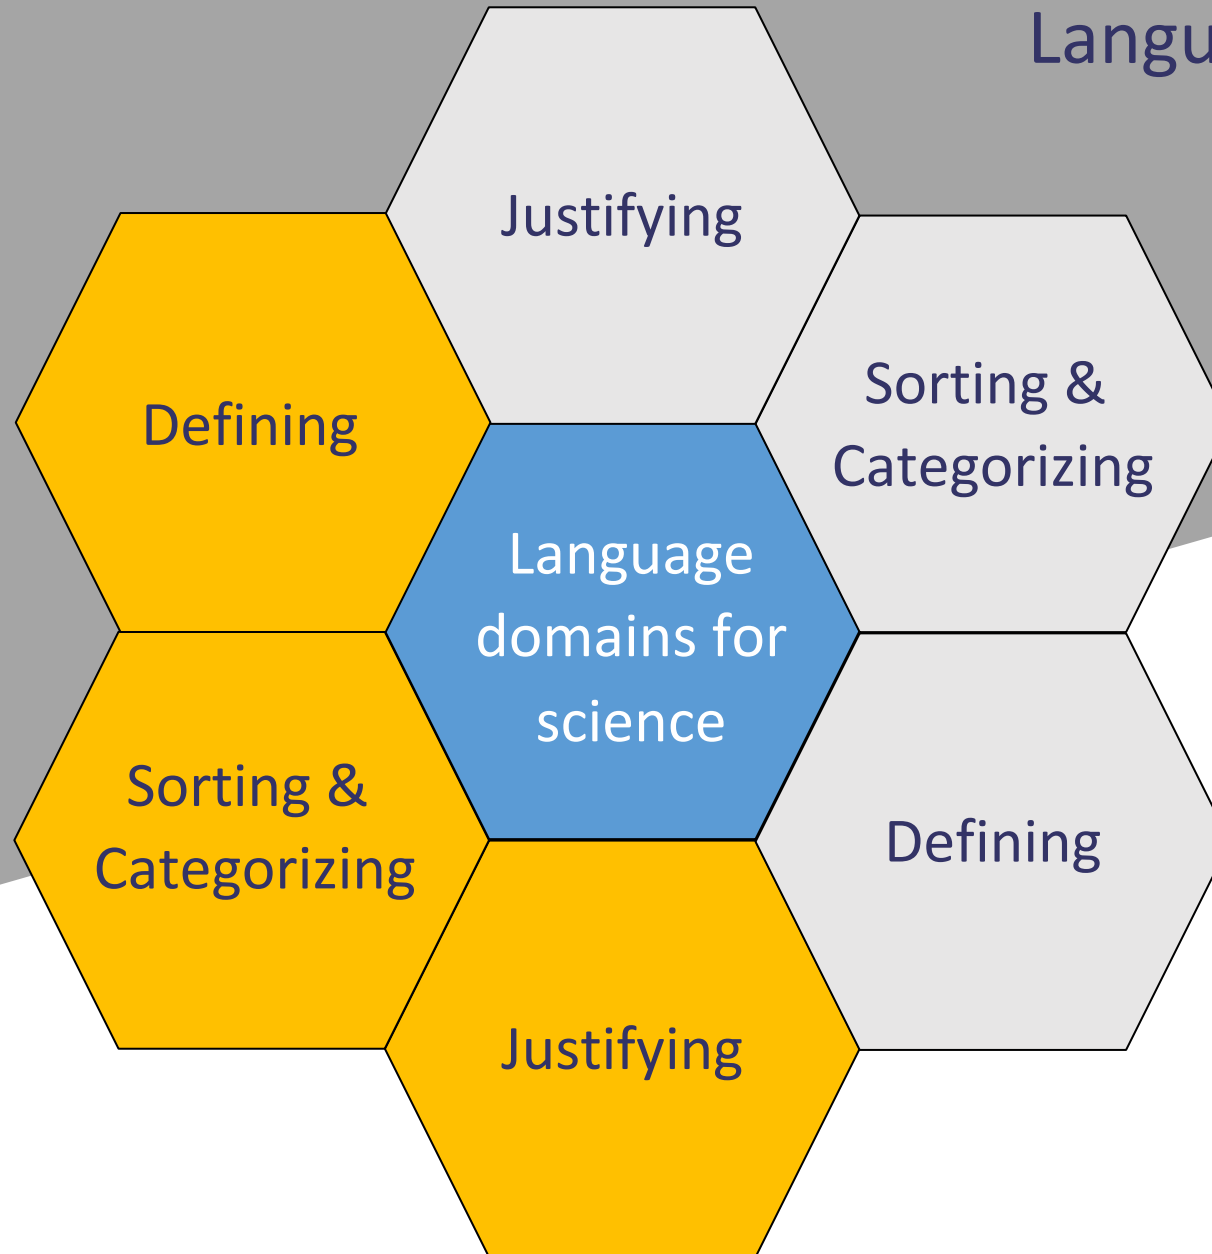 Langu
Justifying
Sorting &
Categorizing
Defining
Language
domains for
science
Sorting &
Categorizing
Defining
Justifying